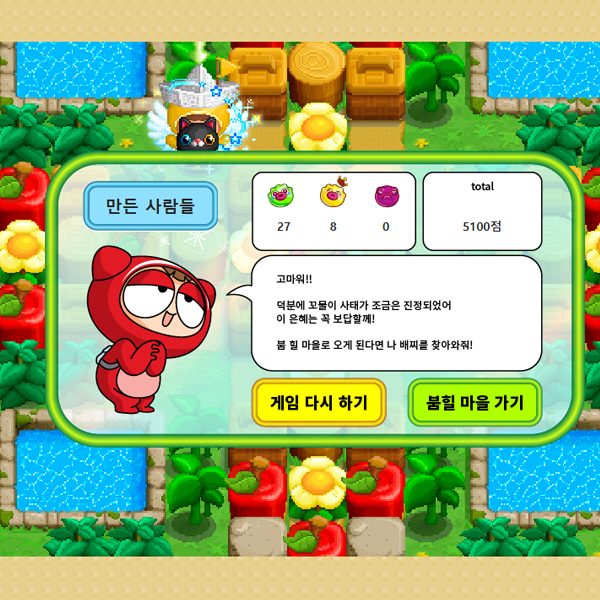 만든 사람들
27 8 0
total
5100점
고마워!!
덕분에 꼬물이 사태가 조금은 진정되었어
이 은혜는 꼭 보답할께!
붐 힐 마을로 오게 된다면 나 배찌를 찾아와줘!
게임 다시 하기
붐힐 마을 가기